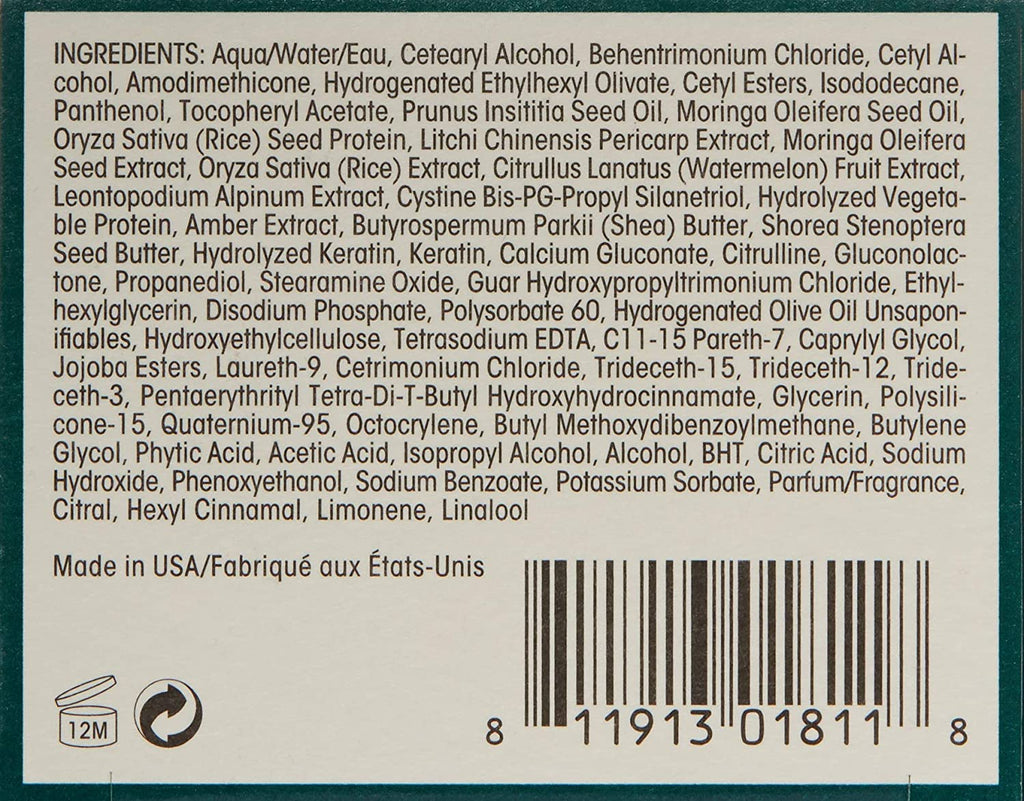 INGREDIENTS: Aqua/Water/Eau, Cetearyl Alcohol, Behentrimonium Chloride, Cetyl Al-
cohol, Amodimethicone, Hydrogenated Ethylhexyl Olivate, Cetyl Esters, Isododecane,
Panthenol, Tocopheryl Acetate, Prunus Insititia Seed Oil, Moringa Oleifera Seed Oil,
Oryza Sativa (Rice) Seed Protein, Litchi Chinensis Pericarp Extract, Moringa Oleifera
Seed Extract, Oryza Sativa (Rice) Extract, Citrullus Lanatus (Watermelon) Fruit Extract,
Leontopodium Alpinum Extract, Cystine Bis-PG-Propyl Silanetriol, Hydrolyzed Vegeta-
ble Protein, Amber Extract, Butyrospermum Parkii (Shea) Butter, Shorea Stenoptera
Seed Butter, Hydrolyzed Keratin, Keratin, Calcium Gluconate, Citrulline, Gluconolac-
tone, Propanediol, Stearamine Oxide, Guar Hydroxypropyltrimonium Chloride, Ethyl-
hexylglycerin, Disodium Phosphate, Polysorbate 60, Hydrogenated Olive Oil Unsapon-
ifiables, Hydroxyethylcellulose, Tetrasodium EDTA, C11-15 Pareth-7, Caprylyl Glycol,
Jojoba Esters, Laureth-9, Cetrimonium Chloride, Trideceth-15, Trideceth-12, Tride-
ceth-3, Pentaerythrityl Tetra-Di-T-Butyl Hydroxyhydrocinnamate, Glycerin, Polysili-
cone-15, Quaternium-95, Octocrylene, Butyl Methoxydibenzoylmethane, Butylene
Glycol, Phytic Acid, Acetic Acid, Isopropyl Alcohol, Alcohol, BHT, Citric Acid, Sodium
Hydroxide, Phenoxyethanol, Sodium Benzoate, Potassium Sorbate, Parfum/Fragrance,
Citral, Hexyl Cinnamal, Limonene, Linalool
Made in USA/Fabriqué aux États-Unis
12M
8 11913 01811 8